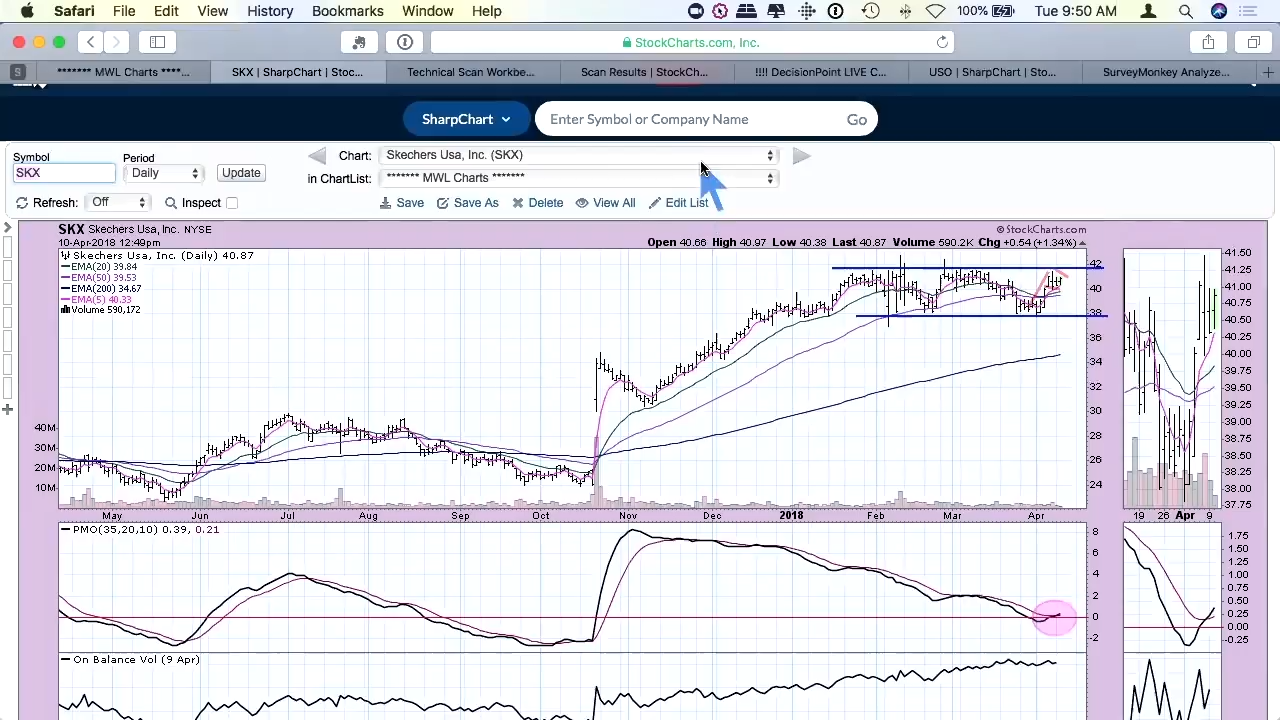 Safari File Edit View History Bookmarks Window Help 100% Tue 9:50 AM
StockCharts.com, Inc.
S ******* MWL Charts ****... SKX | SharpChart | Stoc... Technical Scan Workbe... Scan Results | StockCh... !!!! DecisionPoint LIVE C... USO | SharpChart | Sto... SurveyMonkey Analyze...
SharpChart Enter Symbol or Company Name Go
Symbol Period Chart: Skechers Usa, Inc. (SKX)
SKX Daily Update in ChartList: ******* MWL Charts *******
Refresh: Off Inspect Save Save As Delete View All Edit List
SKX Skechers Usa, Inc. NYSE © StockCharts.com
10-Apr-2018 12:49pm Open 40.66 High 40.97 Low 40.38 Last 40.87 Volume 590.2K Chg +0.54 (+1.34%)
Skechers Usa, Inc. (Daily) 40.87
EMA(20) 39.84
EMA(50) 39.53
EMA(200) 34.67
EMA(5) 40.33
Volume 590,172
42
40
38
36
34
32
30
28
26
24
40M
30M
20M
10M
41.50
41.25
41.00
40.75
40.50
40.25
40.00
39.75
39.50
39.25
39.00
38.75
38.50
38.25
38.00
37.75
May Jun Jul Aug Sep Oct Nov Dec 2018 Feb Mar Apr 19 26 Apr 9
PMO(35,20,10) 0.39, 0.21
8
6
4
2
0
-2
1.75
1.50
1.25
1.00
0.75
0.50
0.25
0.00
-0.25
On Balance Vol (9 Apr)